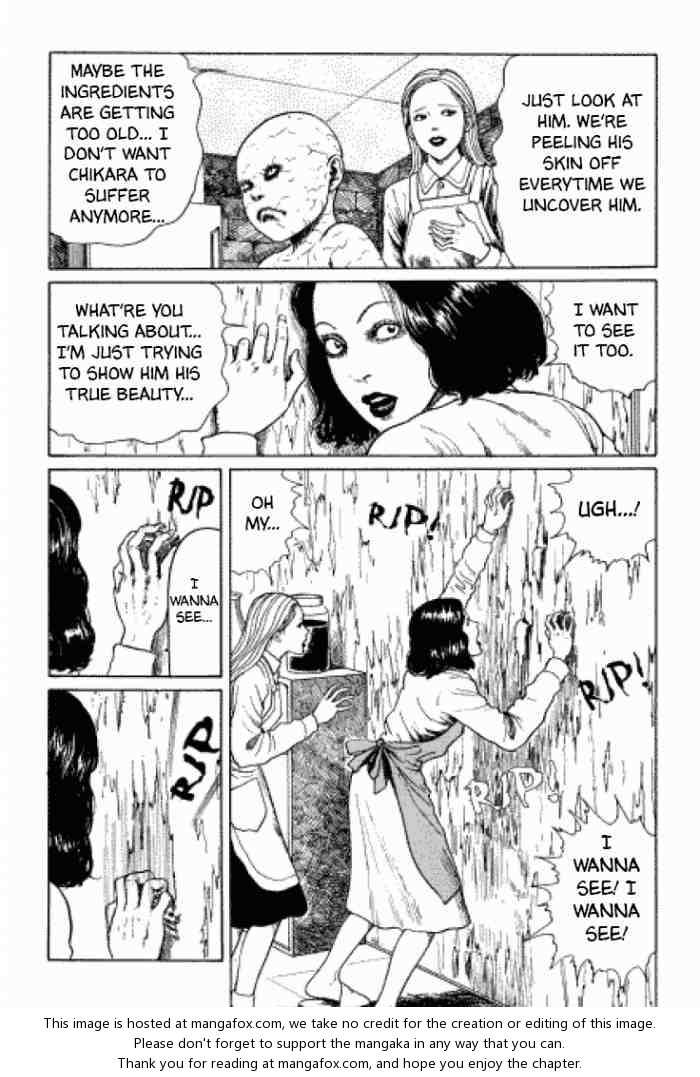 JUST LOOK AT
HIM. WE'RE
PEELING HIS
SKIN OFF
EVERYTIME WE
UNCOVER HIM.
MAYBE THE
INGREDIENTS
ARE GETTING
TOO OLD... I
DON'T WANT
CHIKARA TO
SUFFER
ANYMORE...
I WANT
TO SEE
IT TOO.
WHAT'RE YOU
TALKING ABOUT...
I'M JUST TRYING
TO SHOW HIM HIS
TRUE BEAUTY...
UGH...!
RIP!
OH
MY...
RIP!
RIP!
I
WANNA
SEE! I
WANNA
SEE!
RIP
I
WANNA
SEE...
RIP
This image is hosted at mangafox.com, we take no credit for the creation or editing of this image.
Please don't forget to support the mangaka in any way that you can.
Thank you for reading at mangafox.com, and hope you enjoy the chapter.